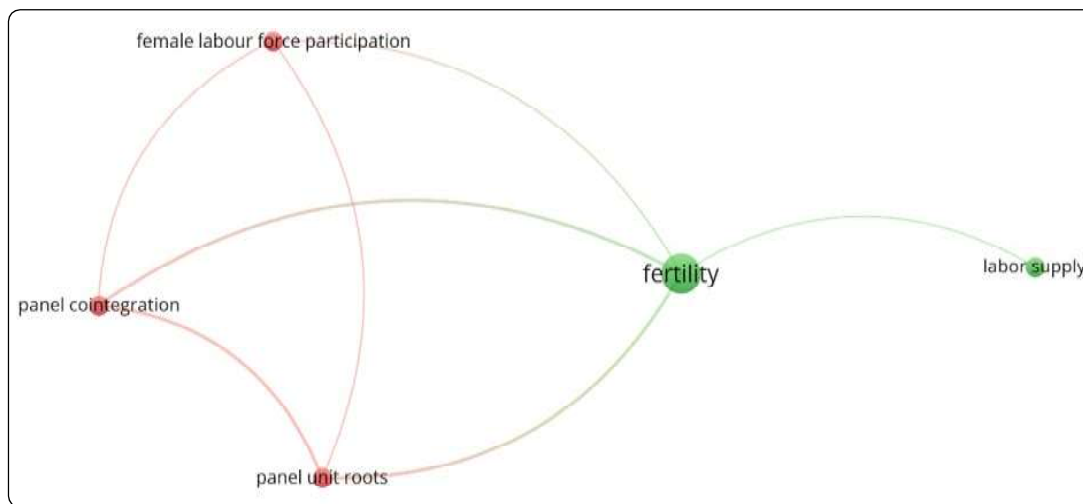 female labour force participation
fertility
labor supply
panel cointegration
panel unit roots